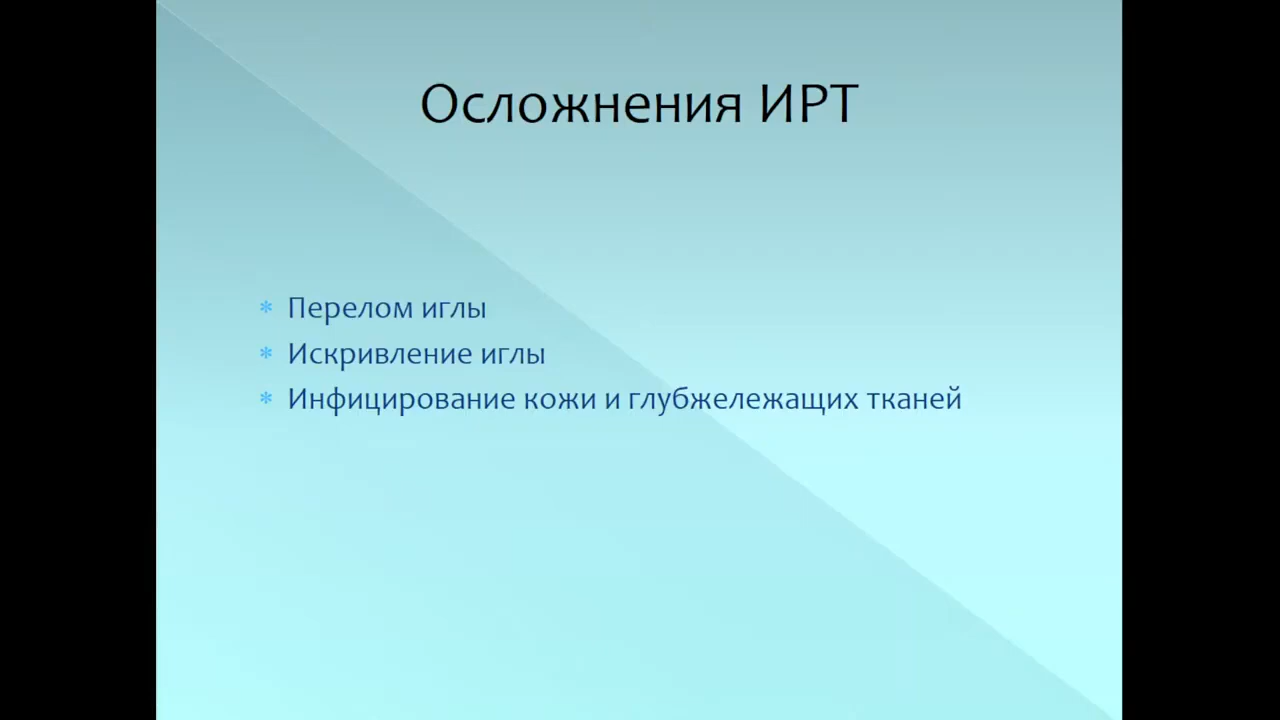 Осложнения ИРТ
* Перелом иглы
* Искривление иглы
* Инфицирование кожи и глубжележащих тканей